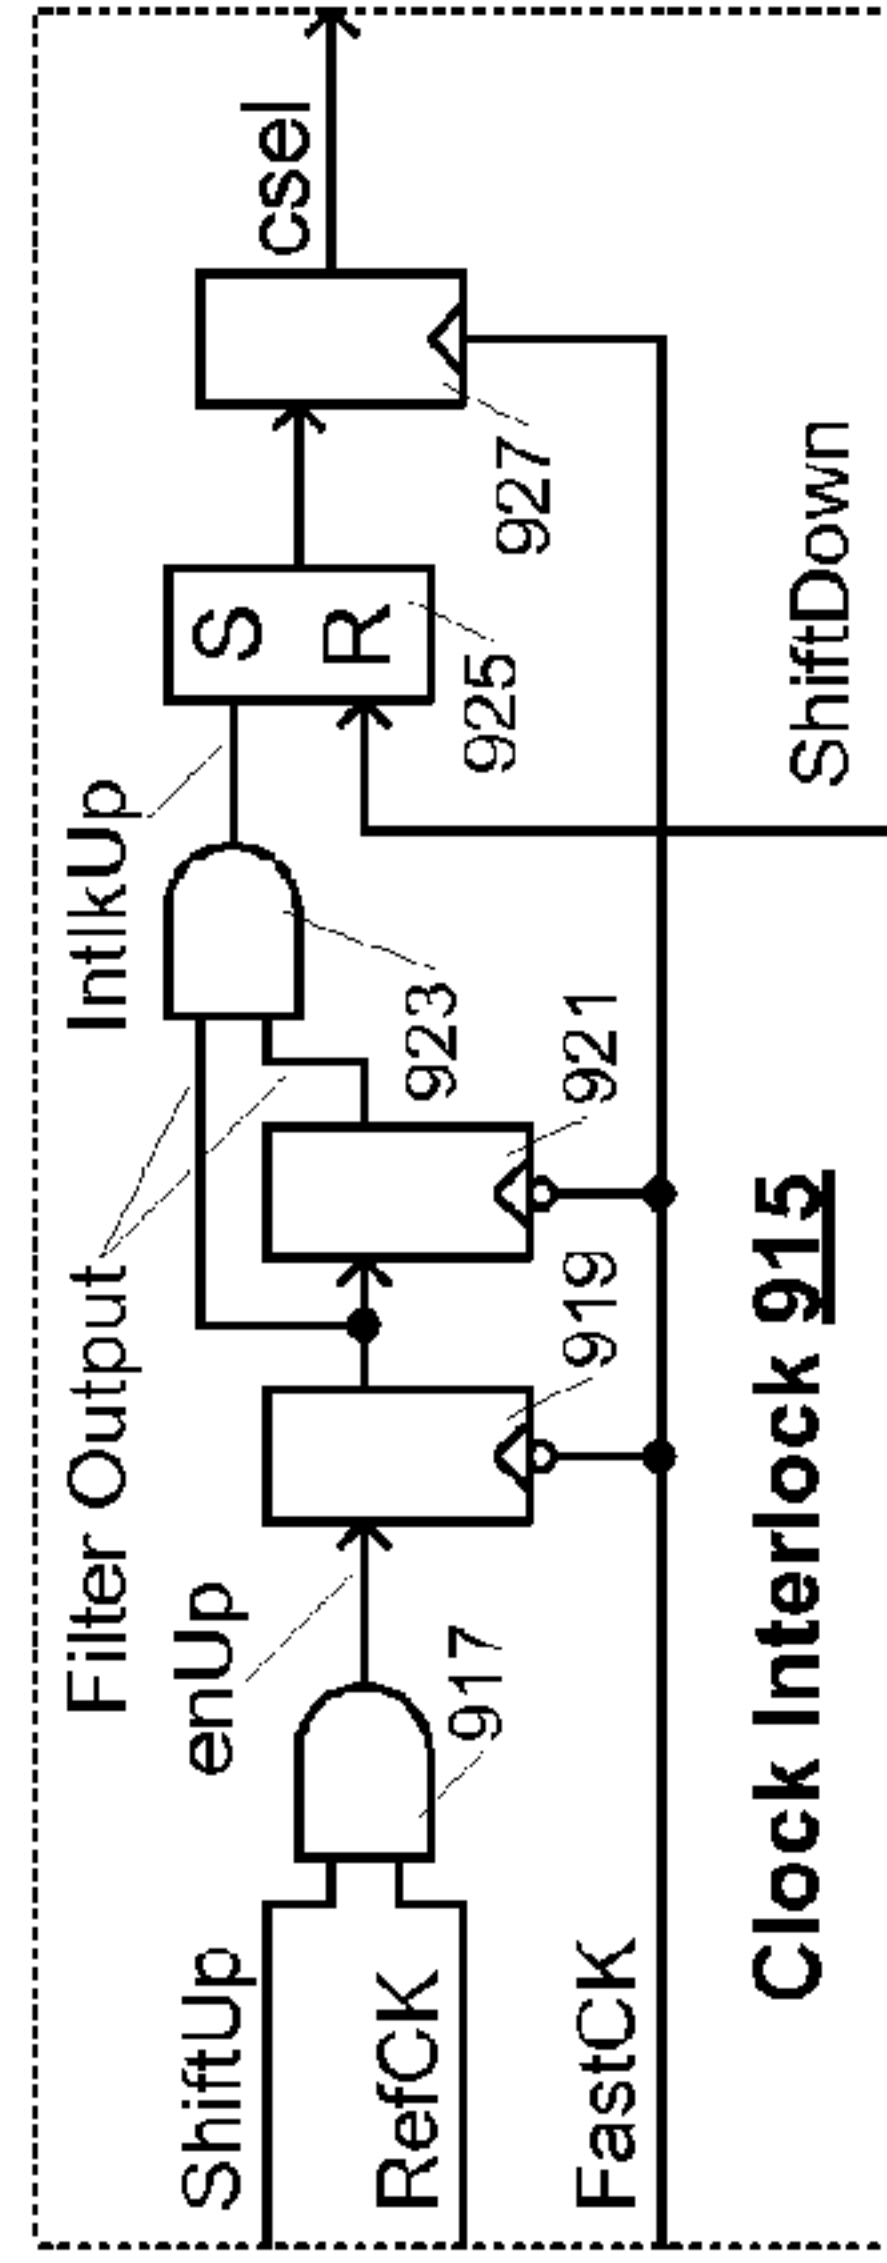 Filter Output
IntlkUp
ShiftUp
enUp
csel
RefCK
917
923
925
927
FastCK
919
921
S
R
Clock Interlock 915
ShiftDown